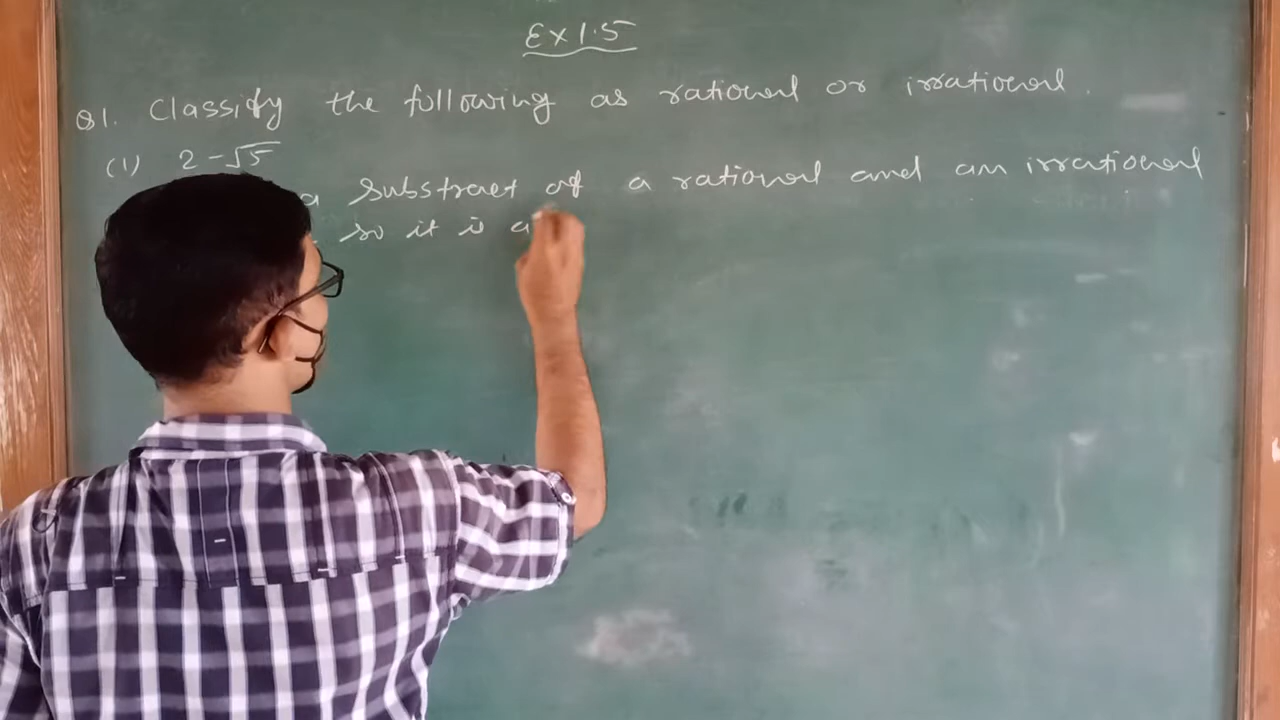 Ex 1.5
Q1. Classify the following as rational or irrational.
(1) 2 - √5
a substract of a rational and an irrational
so it is a